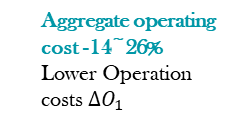 Aggregate operating
cost -14~26%
Lower Operation
costs Δ𝑂₁